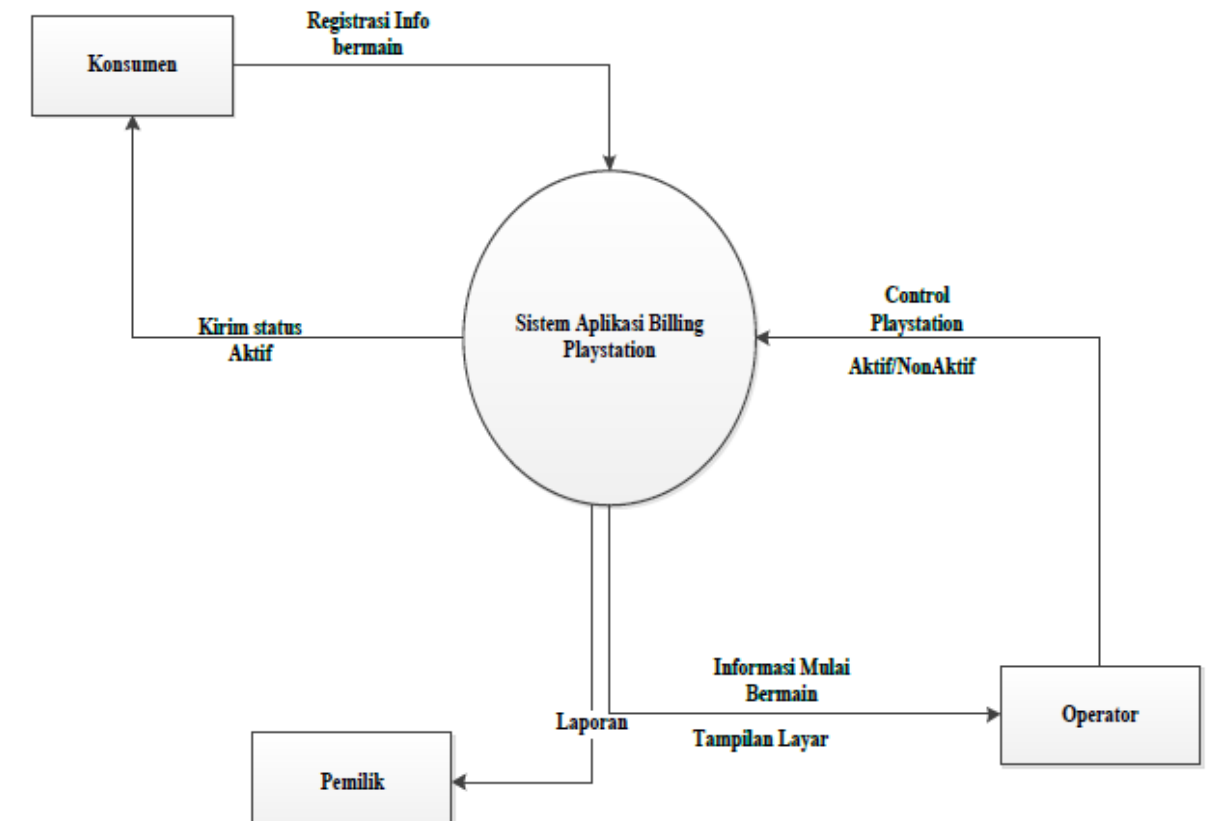 Registrasi Info
bermain
Konsumen
Control
Playstation
Kirim status
Aktif
Sistem Aplikasi Billing
Playstation
Aktif/NonAktif
Informasi Mulai
Bermain
Operator
Laporan
Tampilan Layar
Pemilik